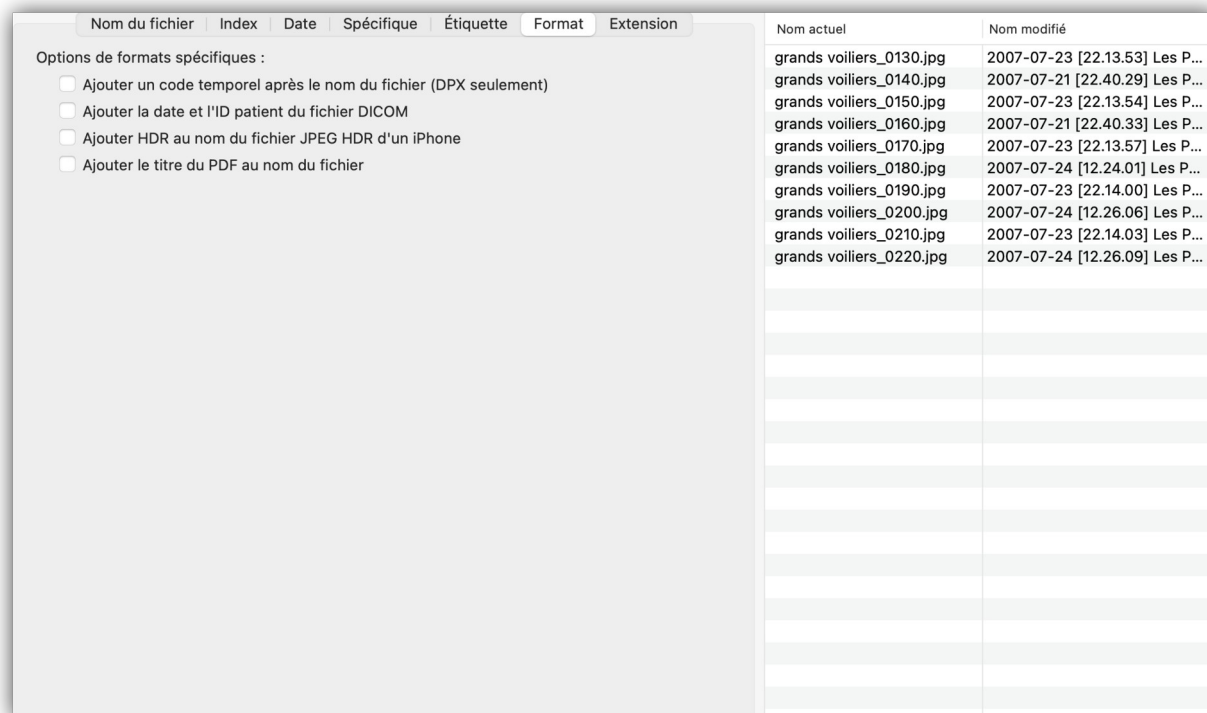 Nom du fichier Index Date Spécifique Étiquette Format Extension
Options de formats spécifiques :
Ajouter un code temporel après le nom du fichier (DPX seulement)
Ajouter la date et l'ID patient du fichier DICOM
Ajouter HDR au nom du fichier JPEG HDR d'un iPhone
Ajouter le titre du PDF au nom du fichier
Nom actuel Nom modifié
grands voiliers_0130.jpg 2007-07-23 [22.13.53] Les P...
grands voiliers_0140.jpg 2007-07-21 [22.40.29] Les P...
grands voiliers_0150.jpg 2007-07-23 [22.13.54] Les P...
grands voiliers_0160.jpg 2007-07-21 [22.40.33] Les P...
grands voiliers_0170.jpg 2007-07-23 [22.13.57] Les P...
grands voiliers_0180.jpg 2007-07-24 [12.24.01] Les P...
grands voiliers_0190.jpg 2007-07-23 [22.14.00] Les P...
grands voiliers_0200.jpg 2007-07-24 [12.26.06] Les P...
grands voiliers_0210.jpg 2007-07-23 [22.14.03] Les P...
grands voiliers_0220.jpg 2007-07-24 [12.26.09] Les P...